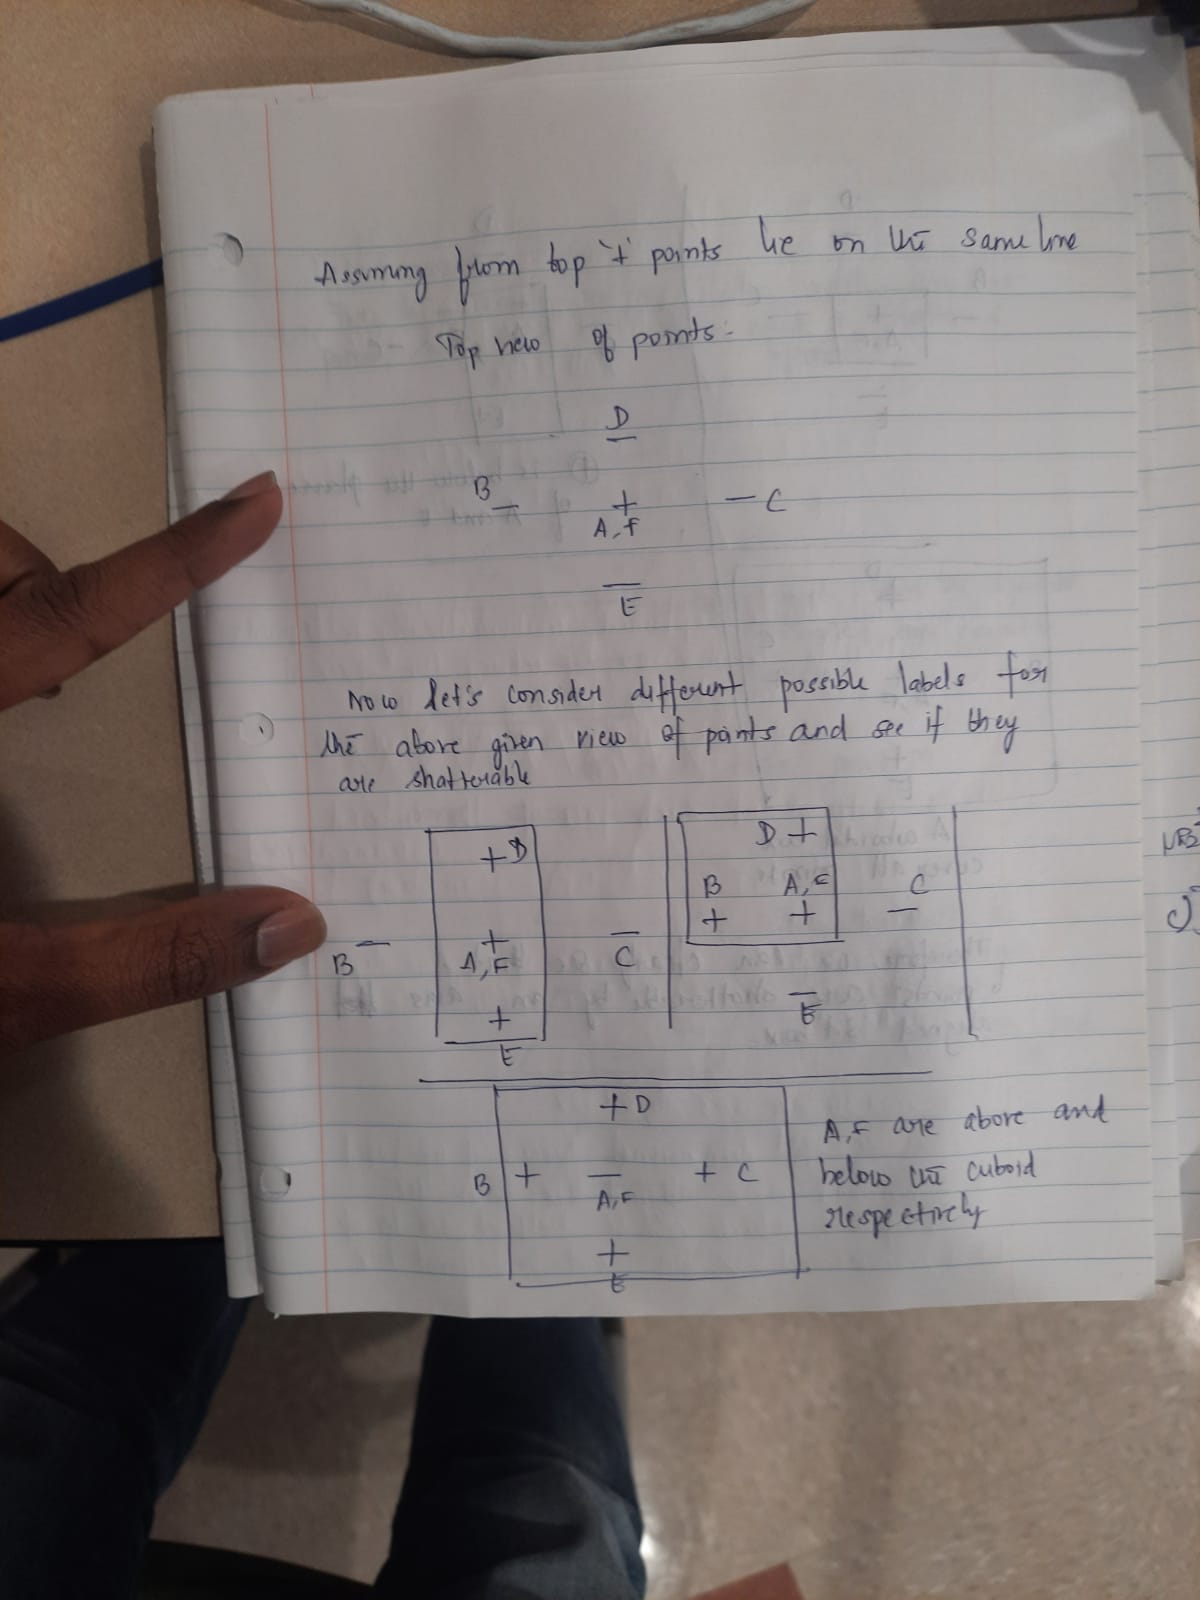 Assuming from top '+' points lie on the same line
Top view of points:
D
−
B − + − C
A, F
−
E
Now let's consider different possible labels for
the above given view of points and see if they
are shatterable
+ D
B − + − C
A, F
+
E
D +
B A, F C
+ + −
−
E
+ D
B + − + C
A, F
+
E
A, F are above and
below the cuboid
respectively